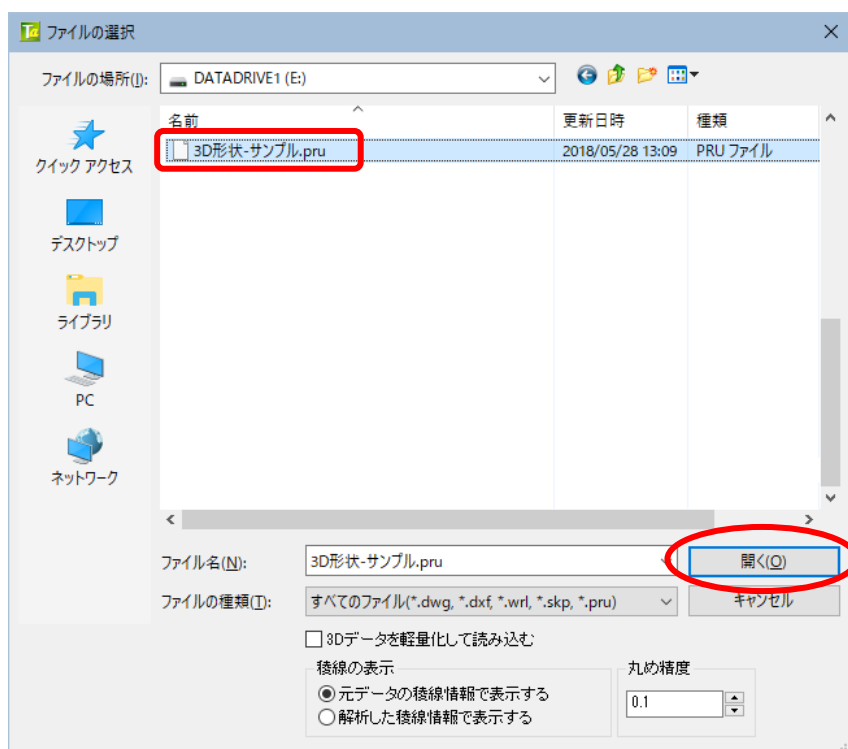 ファイルの選択
ファイルの場所(I): DATADRIVE1 (E:)
名前 更新日時 種類
3D形状-サンプル.pru 2018/05/28 13:09 PRU ファイル
クイック アクセス
デスクトップ
ライブラリ
PC
ネットワーク
ファイル名(N): 3D形状-サンプル.pru 開く(O)
ファイルの種類(T): すべてのファイル(*.dwg, *.dxf, *.wrl, *.skp, *.pru) キャンセル
3Dデータを軽量化して読み込む
稜線の表示 丸め精度
元データの稜線情報で表示する 0.1
解析した稜線情報で表示する